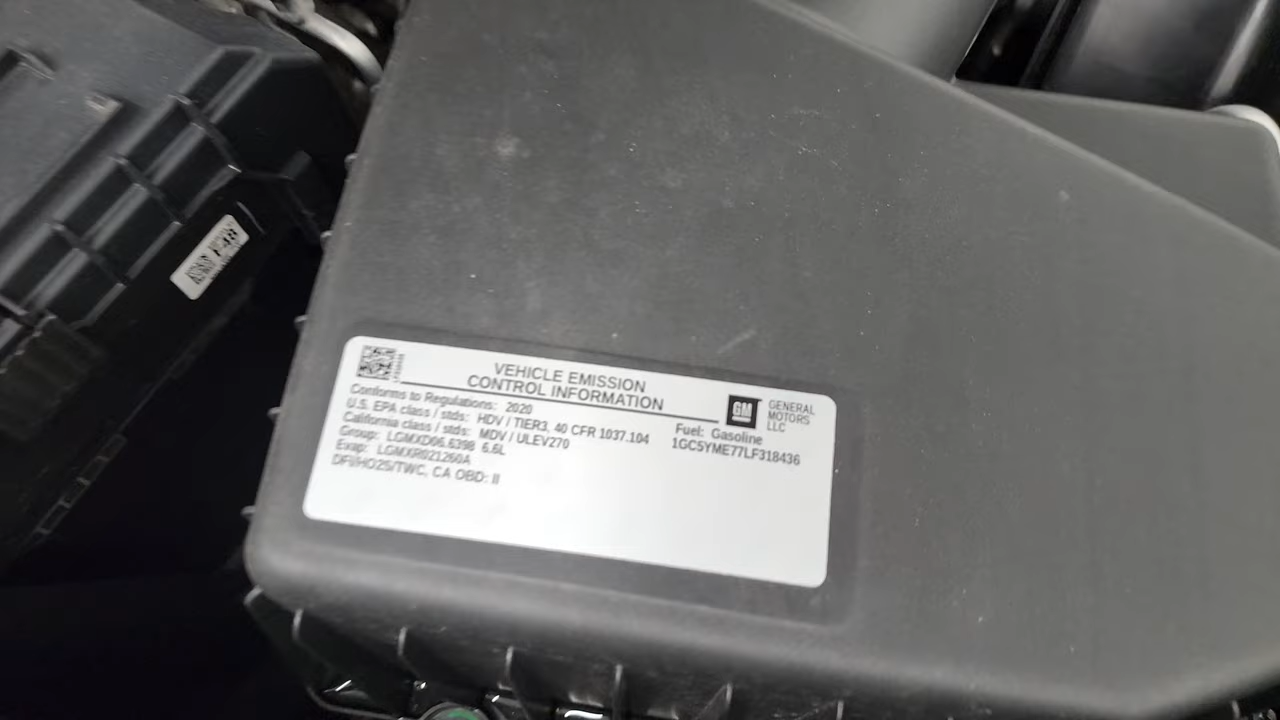 VEHICLE EMISSION
CONTROL INFORMATION
GM
GENERAL
MOTORS
LLC
Conforms to Regulations: 2020
U.S. EPA class / stds: HDV / TIER3, 40 CFR 1037.104
California class / stds: MDV / ULEV270
Group: LGMXD06.6398 6.6L
Evap: LGMXR021260A
DFI/HO2S/TWC, CA OBD: II
Fuel: Gasoline
1GC5YME77LF318436